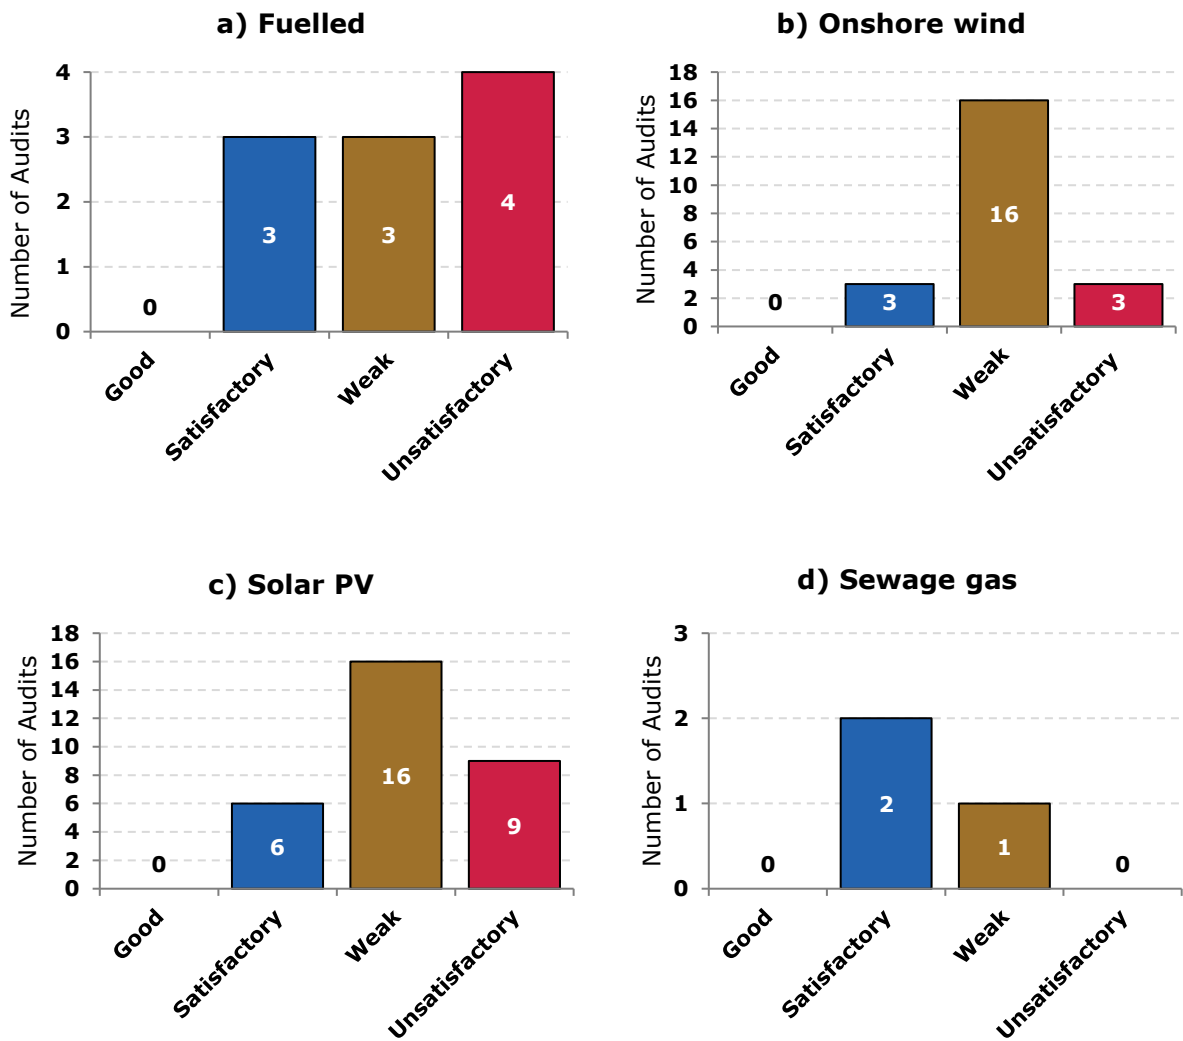 a) Fuelled
Number of Audits
4
3
2
1
0
0
3
3
4
Good
Satisfactory
Weak
Unsatisfactory
b) Onshore wind
Number of Audits
18
16
14
12
10
8
6
4
2
0
0
3
16
3
Good
Satisfactory
Weak
Unsatisfactory
c) Solar PV
Number of Audits
18
16
14
12
10
8
6
4
2
0
0
6
16
9
Good
Satisfactory
Weak
Unsatisfactory
d) Sewage gas
Number of Audits
3
2
1
0
0
2
1
0
Good
Satisfactory
Weak
Unsatisfactory